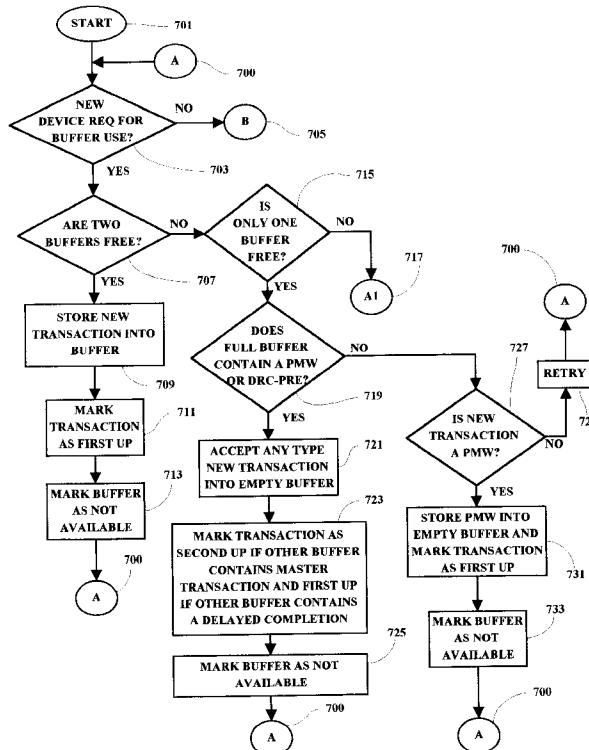 START
701
A
700
NEW
DEVICE REQ FOR
BUFFER USE?
NO
B
705
703
YES
715
ARE TWO
BUFFERS FREE?
NO
IS
ONLY ONE
BUFFER
FREE?
NO
717
A1
700
A
707
YES
YES
STORE NEW
TRANSACTION INTO
BUFFER
709
DOES
FULL BUFFER
CONTAIN A PMW
OR DRC-PRE?
NO
719
YES
727
RETRY
72
MARK
TRANSACTION
AS FIRST UP
711
IS NEW
TRANSACTION
A PMW?
NO
YES
ACCEPT ANY TYPE
NEW TRANSACTION
INTO EMPTY BUFFER
721
713
MARK BUFFER
AS NOT
AVAILABLE
700
A
723
MARK TRANSACTION AS
SECOND UP IF OTHER BUFFER
CONTAINS MASTER
TRANSACTION AND FIRST UP
IF OTHER BUFFER CONTAINS
A DELAYED COMPLETION
STORE PMW INTO
EMPTY BUFFER AND
MARK TRANSACTION
AS FIRST UP
731
733
MARK BUFFER
AS NOT
AVAILABLE
725
MARK BUFFER AS NOT
AVAILABLE
700
A
700
A